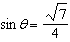 sin θ = √7/4